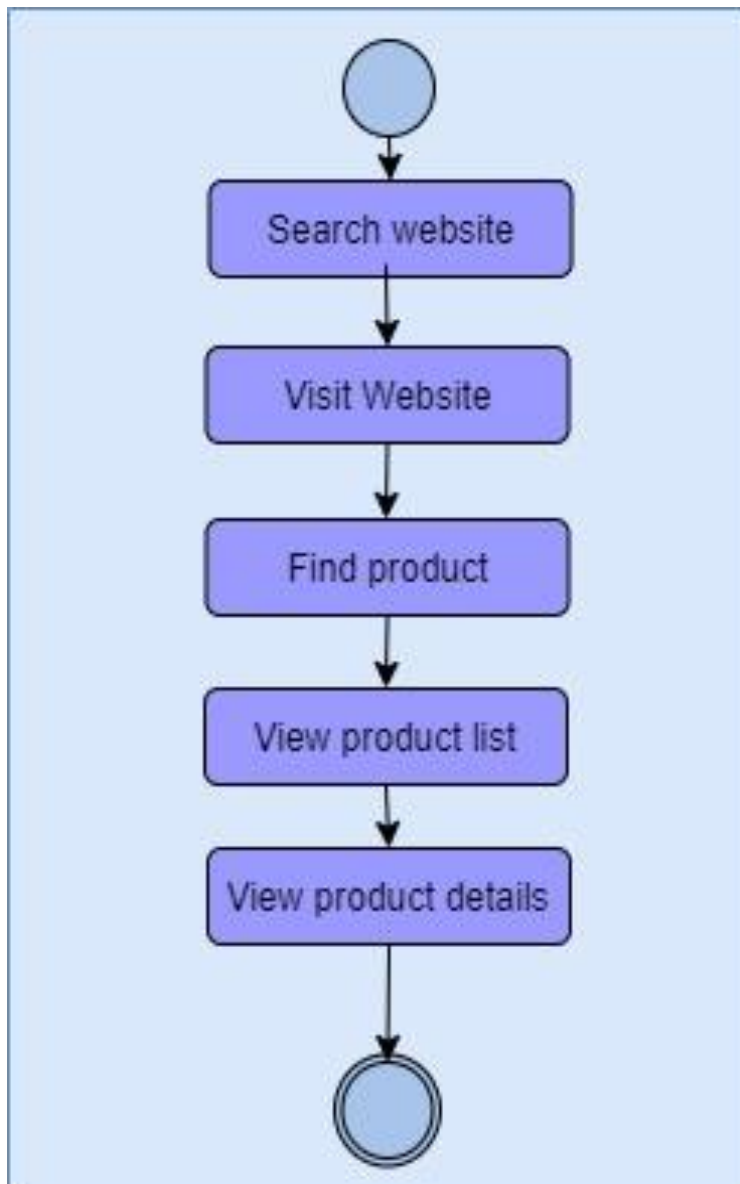 Search website
Visit Website
Find product
View product list
View product details